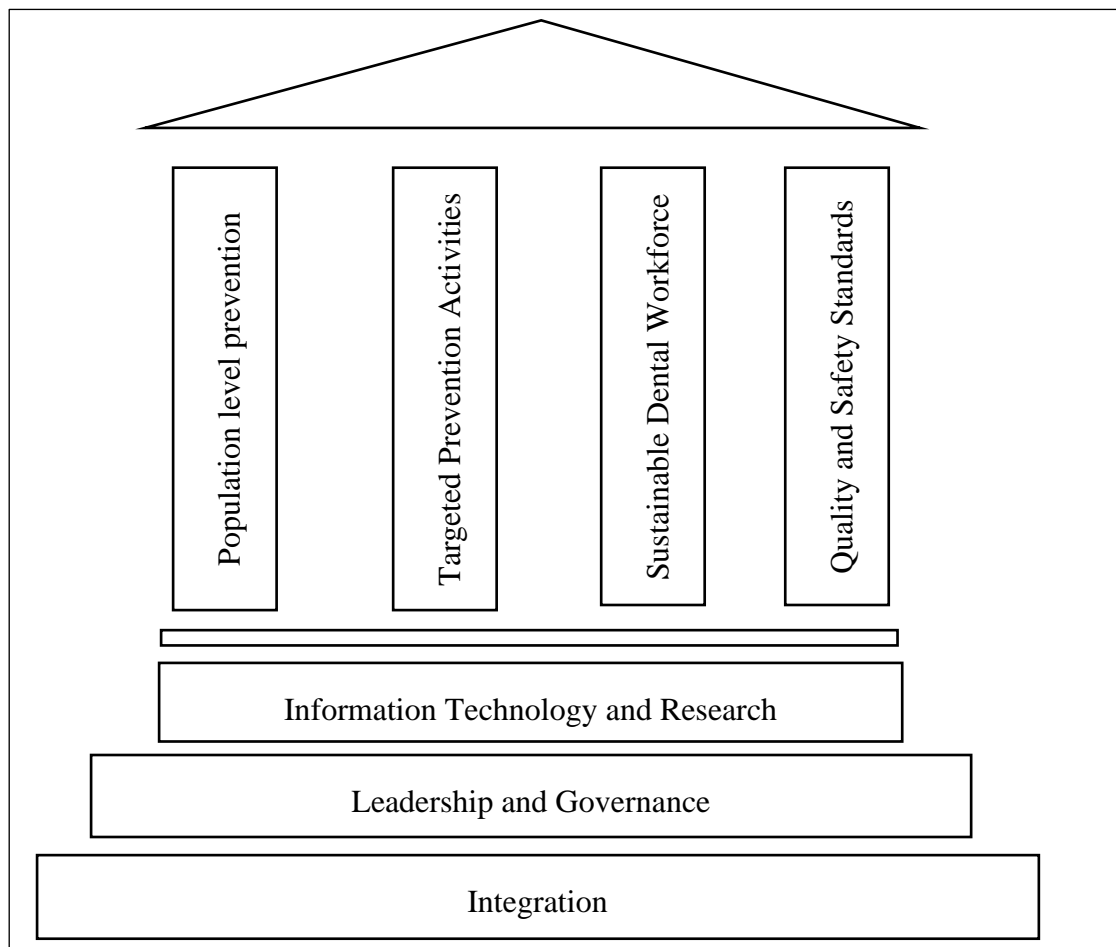 Population level prevention
Targeted Prevention Activities
Sustainable Dental Workforce
Quality and Safety Standards
Information Technology and Research
Leadership and Governance
Integration